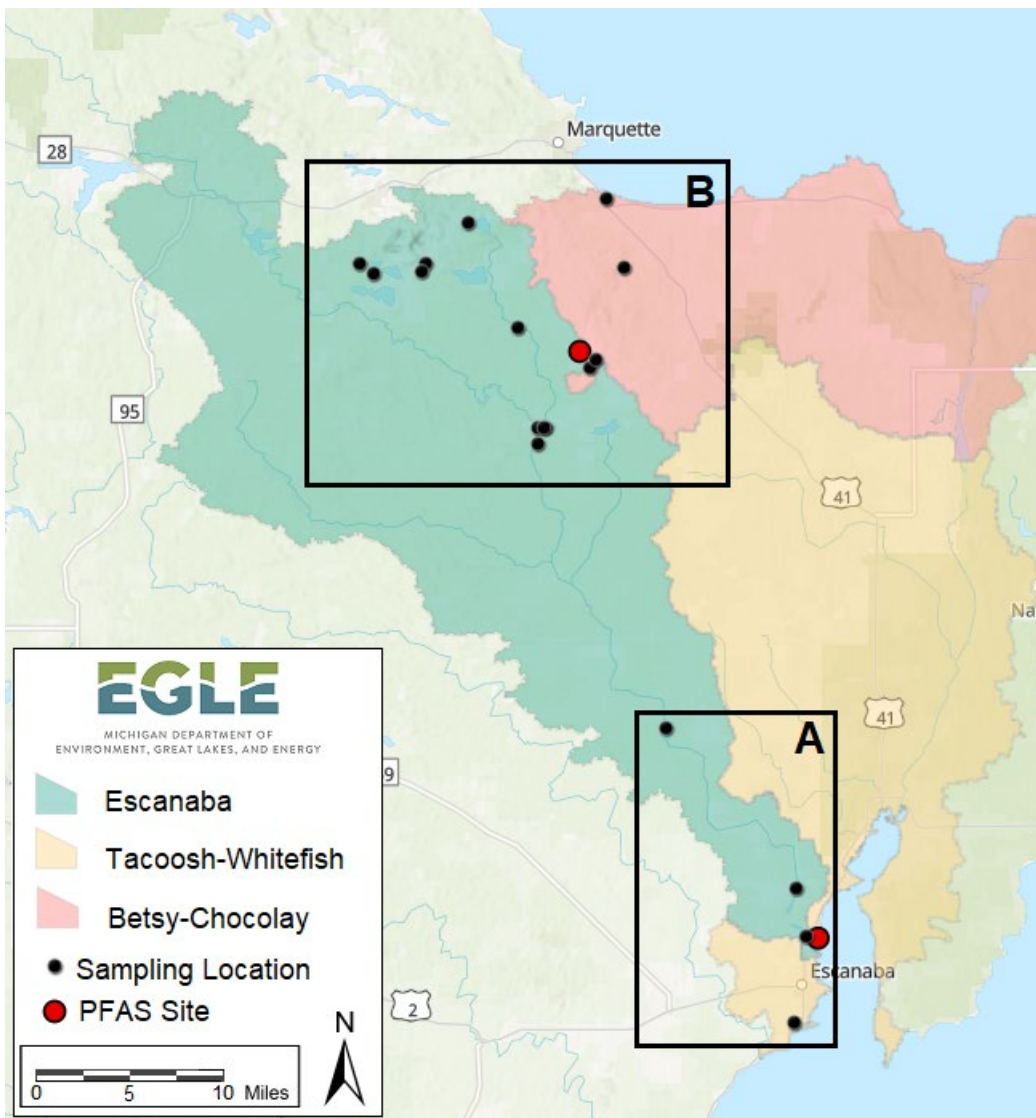 Marquette
28
B
95
41
Na
41
A
9
Escanaba
2
EGLE
MICHIGAN DEPARTMENT OF
ENVIRONMENT, GREAT LAKES, AND ENERGY
Escanaba
Tacoosh-Whitefish
Betsy-Chocolay
Sampling Location
PFAS Site
N
0 5 10 Miles